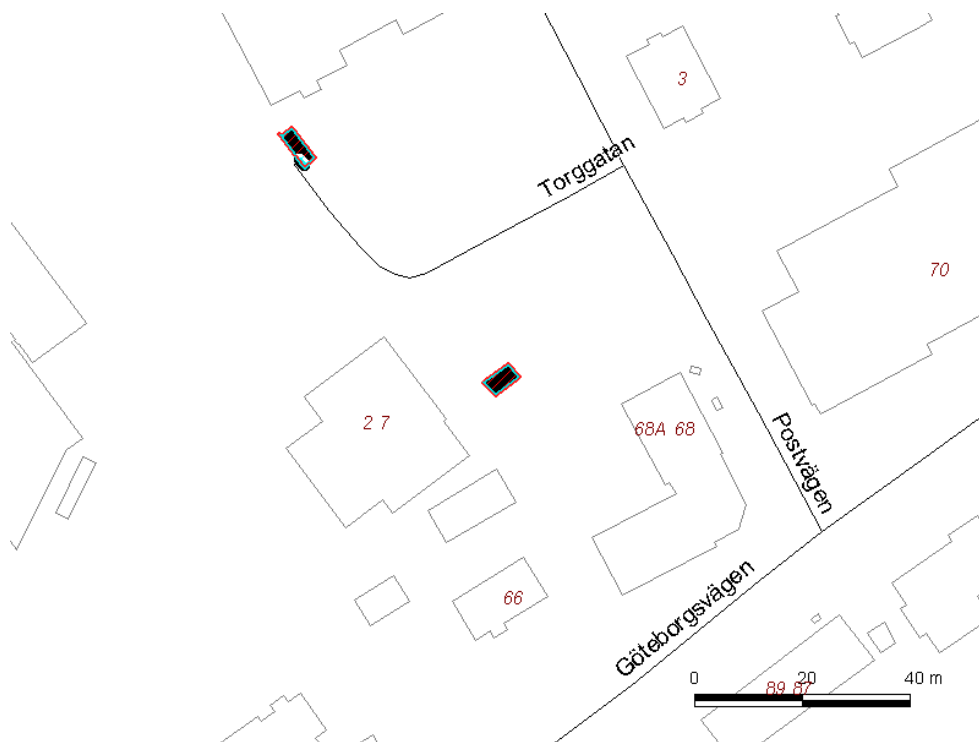 3
Torggatan
70
2 7
68A 68
Postvägen
66
Göteborgsvägen
0 20 40 m
89 87